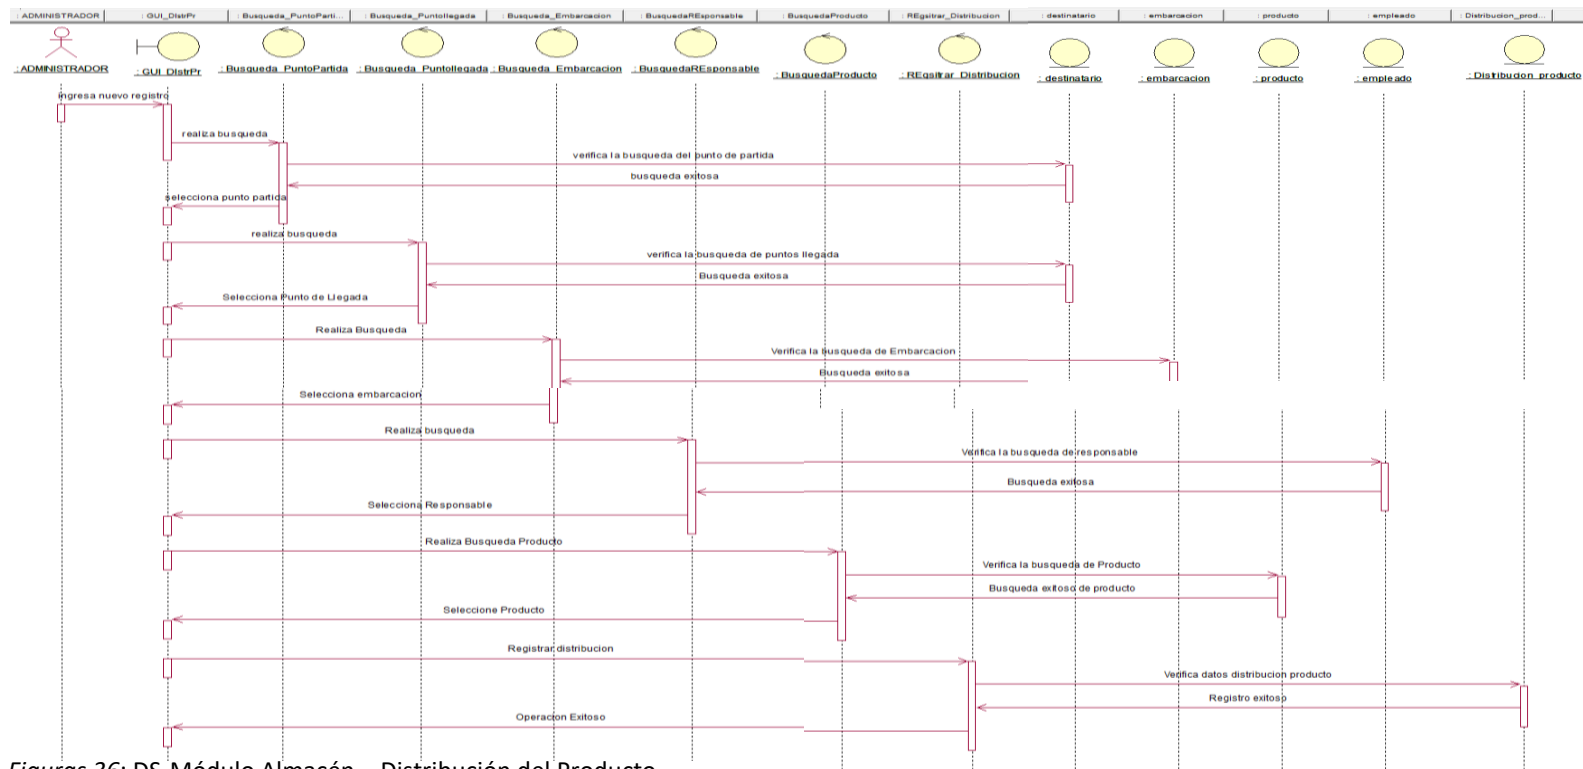 : ADMINISTRADOR
: GUI_DIstrPr
: Busqueda_PuntoParti...
: Busqueda_Puntollegada
: Busqueda_Embarcacion
: BusquedaREsponsable
: BusquedaProducto
: REgsitrar_Distribucion
: destinatario
: embarcacion
: producto
: empleado
: Distribucion_prod...
: ADMINISTRADOR
: GUI_DIstrPr
: Busqueda_PuntoPartida
: Busqueda_Puntollegada
: Busqueda_Embarcacion
: BusquedaREsponsable
: BusquedaProducto
: REgsitrar_Distribucion
: destinatario
: embarcacion
: producto
: empleado
: Distribucion_producto
ingresa nuevo registro
realiza busqueda
verifica la busqueda del punto de partida
busqueda exitosa
selecciona punto partida
realiza busqueda
verifica la busqueda de puntos llegada
Busqueda exitosa
Selecciona Punto de Llegada
Realiza Busqueda
Verifica la busqueda de Embarcacion
Busqueda exitosa
Selecciona embarcacion
Realiza busqueda
Verifica la busqueda de responsable
Busqueda exitosa
Selecciona Responsable
Realiza Busqueda Producto
Verifica la busqueda de Producto
Busqueda exitoso de producto
Seleccione Producto
Registrar distribucion
Verifica datos distribucion producto
Registro exitoso
Operacion Exitoso
Figuras 36: DS-Módulo Almacén – Distribución del Producto